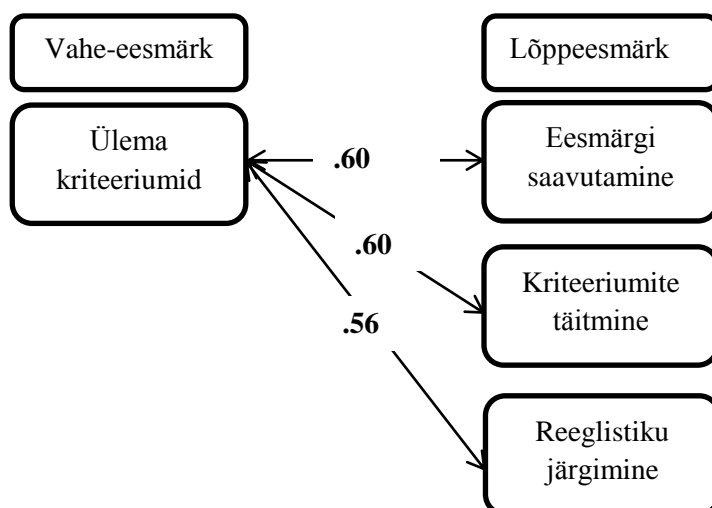 Vahe-eesmärk
Lõppeesmärk
Ülema
kriteeriumid
.60
Eesmärgi
saavutamine
.60
Kriteeriumite
täitmine
.56
Reeglistiku
järgimine